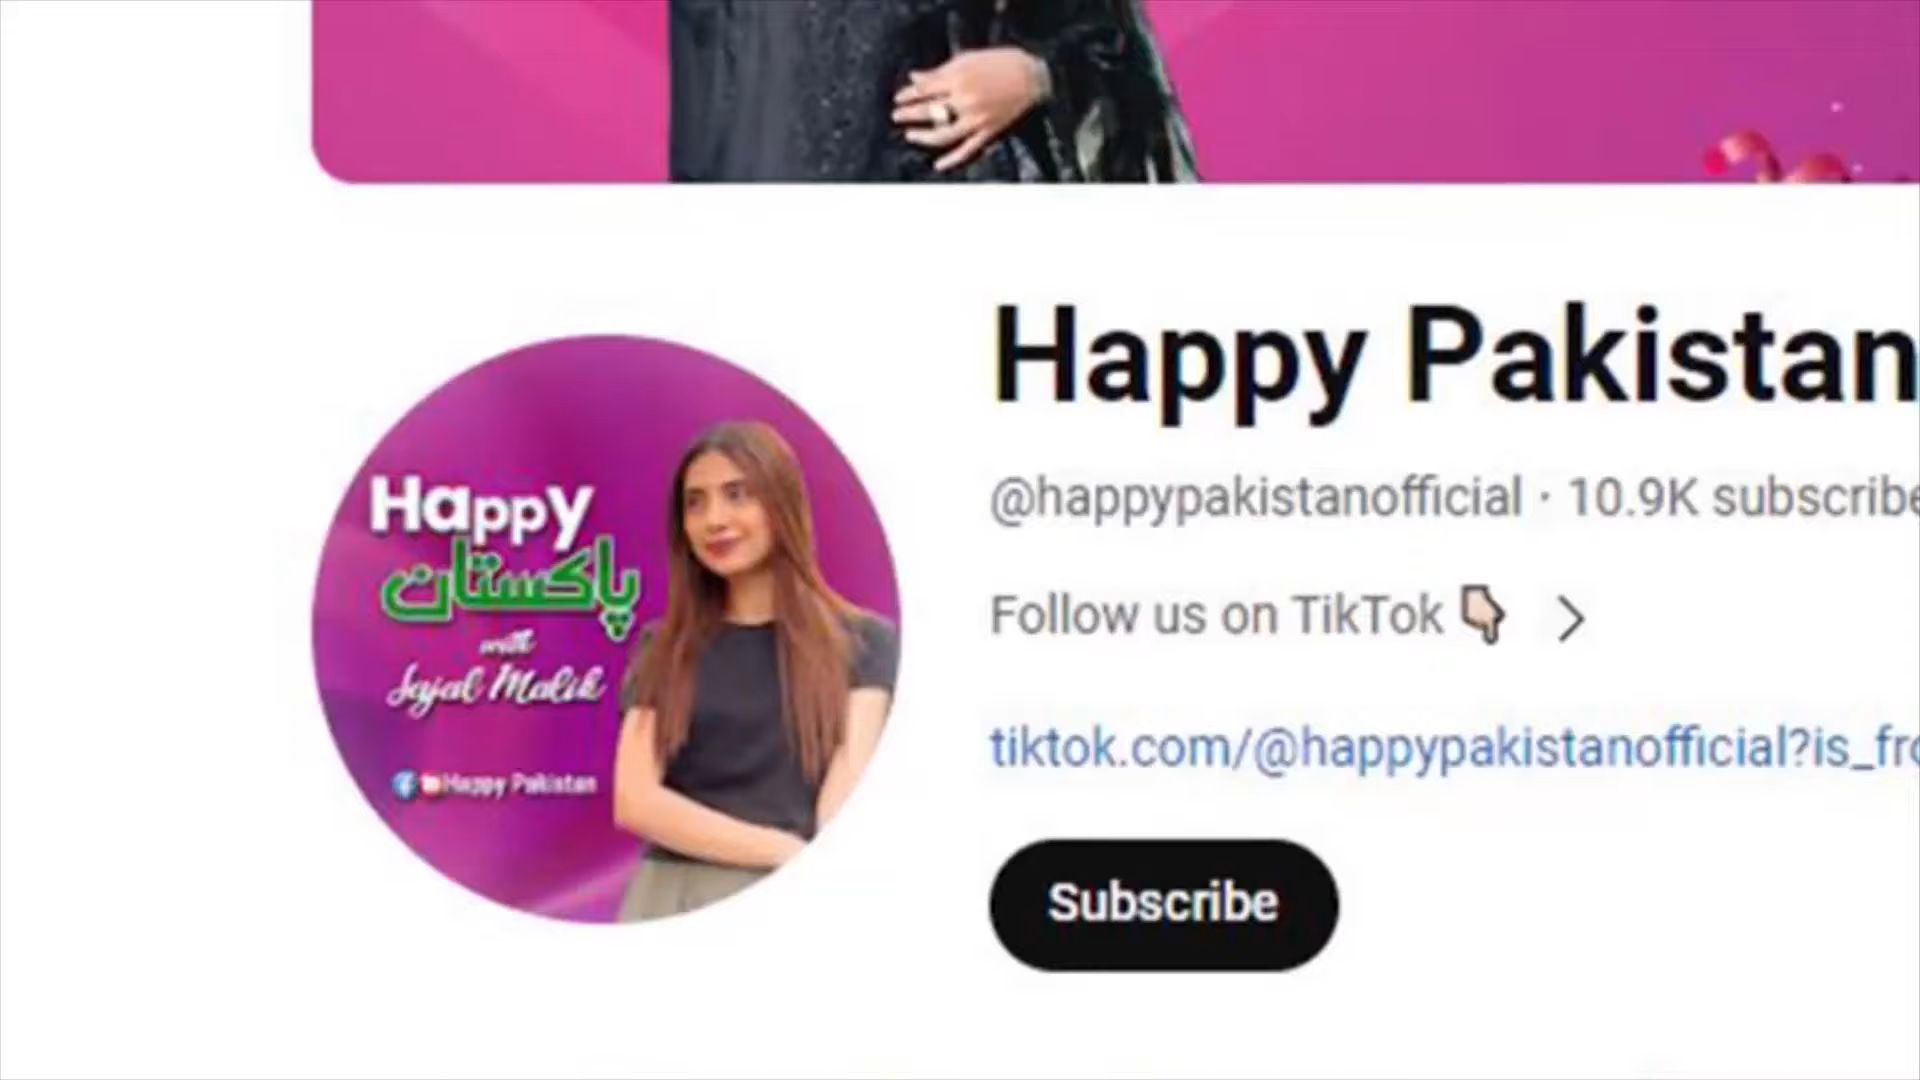 Happy
پاکستان
with
Sajal Malik
Happy Pakistan
Happy Pakistan
@happypakistanofficial · 10.9K subscribe
Follow us on TikTok 👇🏻 >
tiktok.com/@happypakistanofficial?is_fro
Subscribe